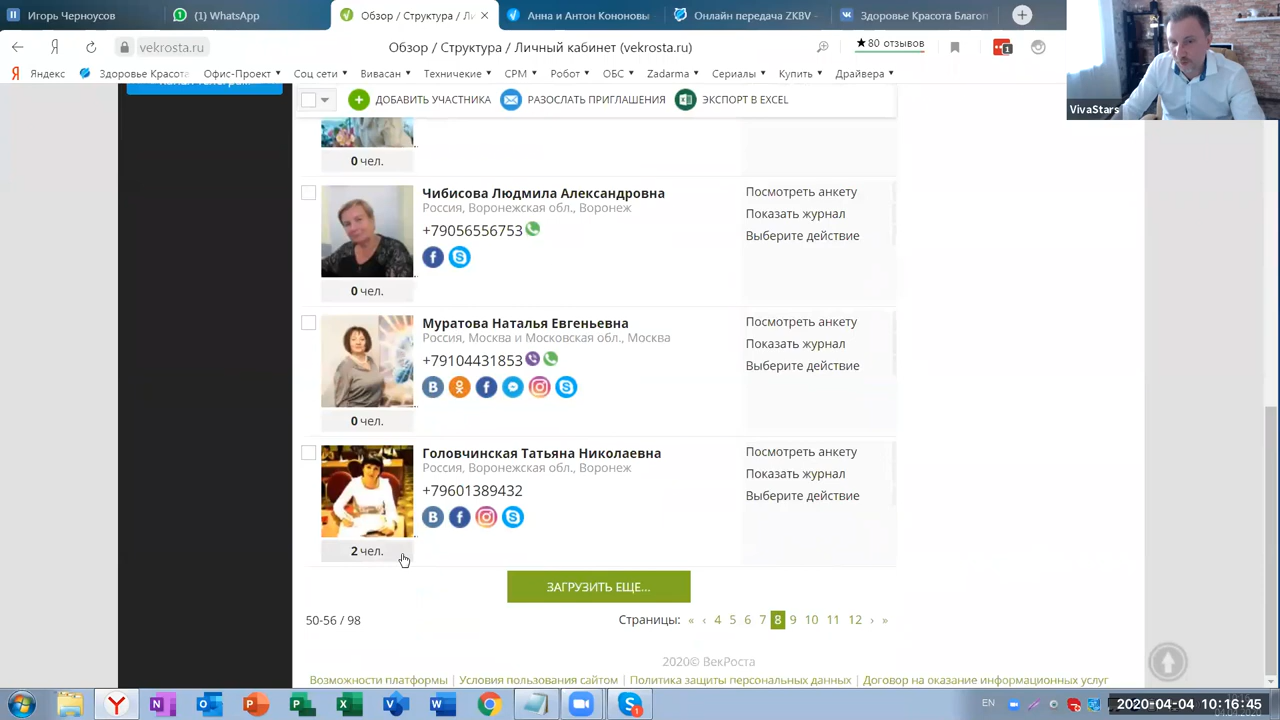 Игорь Черноусов
(1) WhatsApp
Обзор / Структура / Ли
Анна и Антон Кононовы
Онлайн передача ZKBV
Здоровье Красота Благоп
vekrosta.ru
Обзор / Структура / Личный кабинет (vekrosta.ru)
★80 отзывов
1
Яндекс
Здоровье Красота
Офис-Проект
Соц сети
Вивасан
Технические
СРМ
Робот
ОБС
Zadarma
Сериалы
Купить
Драйвера
VivaStars
ДОБАВИТЬ УЧАСТНИКА
РАЗОСЛАТЬ ПРИГЛАШЕНИЯ
ЭКСПОРТ В EXCEL
0 чел.
Чибисова Людмила Александровна
Россия, Воронежская обл., Воронеж
+79056556753
0 чел.
Посмотреть анкету
Показать журнал
Выберите действие
Муратова Наталья Евгеньевна
Россия, Москва и Московская обл., Москва
+79104431853
0 чел.
Посмотреть анкету
Показать журнал
Выберите действие
Головчинская Татьяна Николаевна
Россия, Воронежская обл., Воронеж
+79601389432
2 чел.
Посмотреть анкету
Показать журнал
Выберите действие
ЗАГРУЗИТЬ ЕЩЕ...
50-56 / 98
Страницы: « ‹ 4 5 6 7 8 9 10 11 12 › »
2020© ВекРоста
Возможности платформы | Условия пользования сайтом | Политика защиты персональных данных | Договор на оказание информационных услуг
EN
2020-04-04 10:16:45